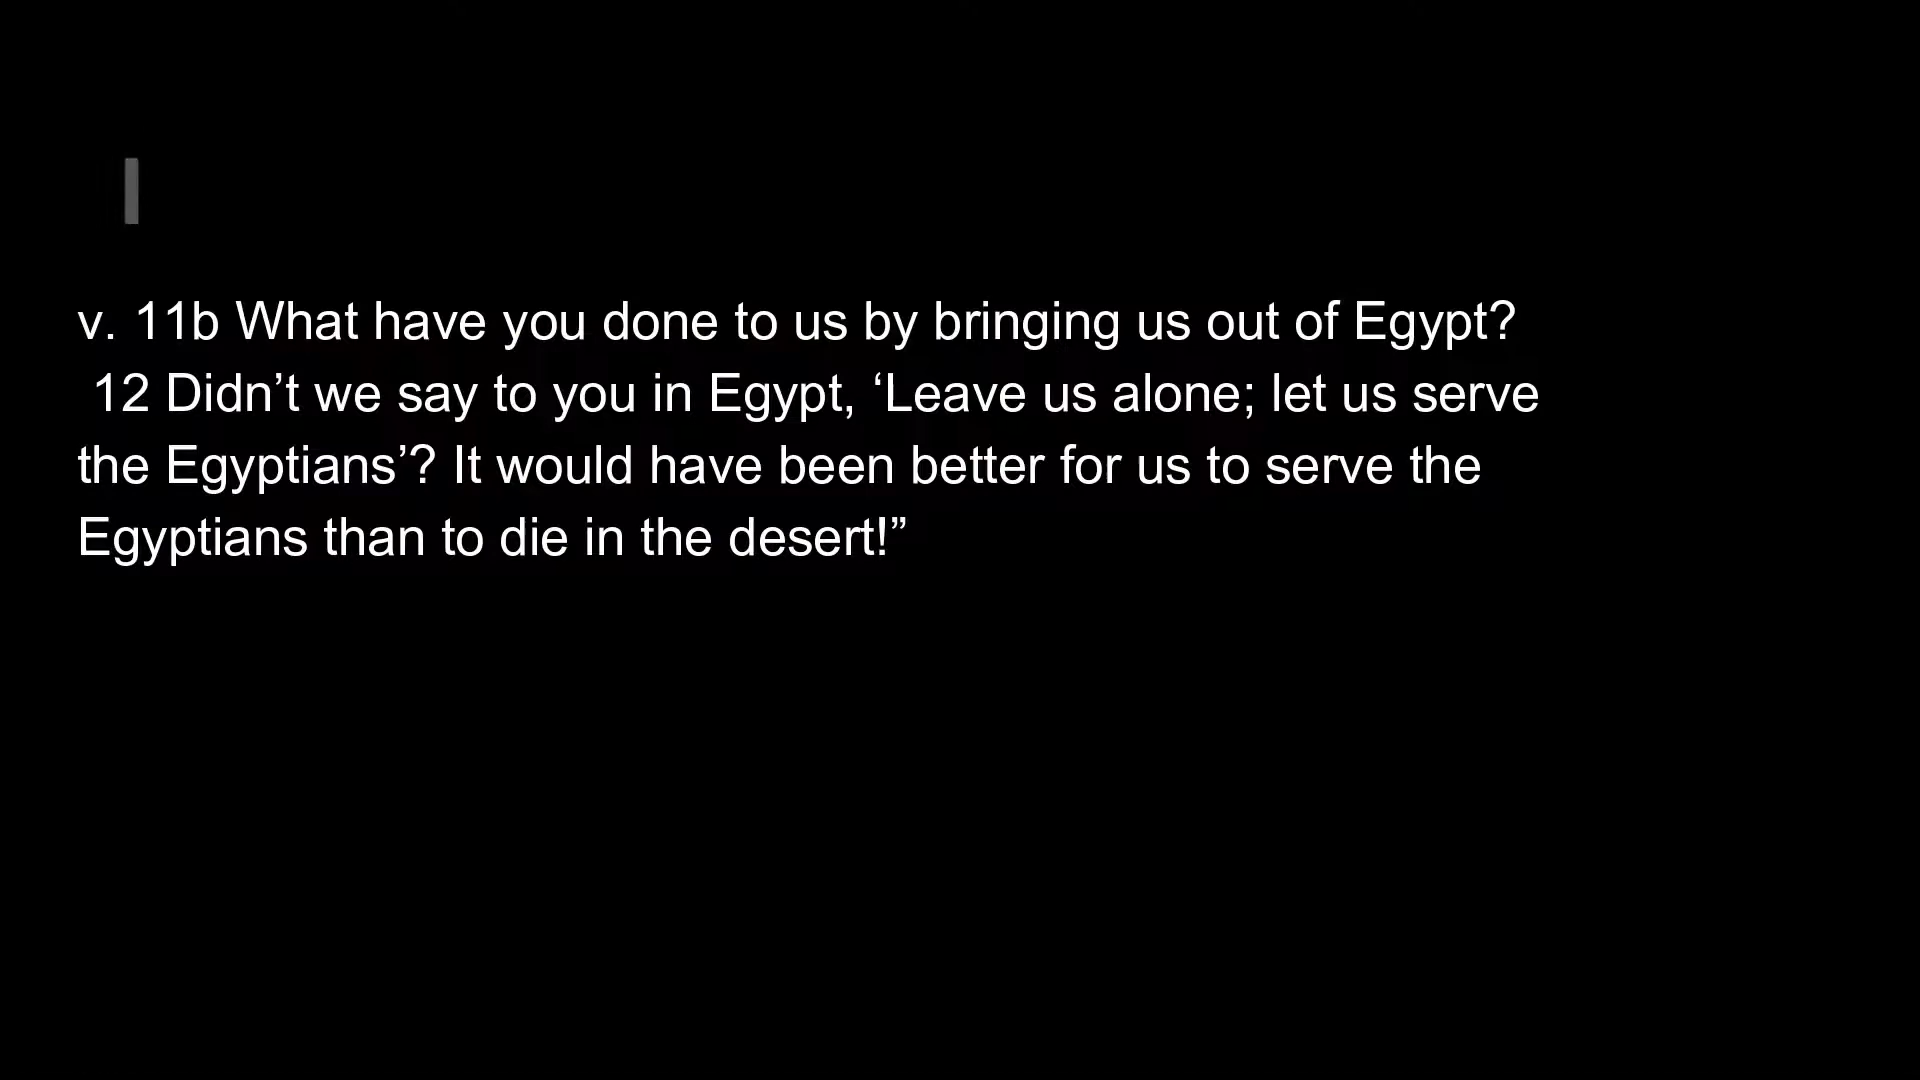 v. 11b What have you done to us by bringing us out of Egypt?
12 Didn’t we say to you in Egypt, ‘Leave us alone; let us serve
the Egyptians’? It would have been better for us to serve the
Egyptians than to die in the desert!”